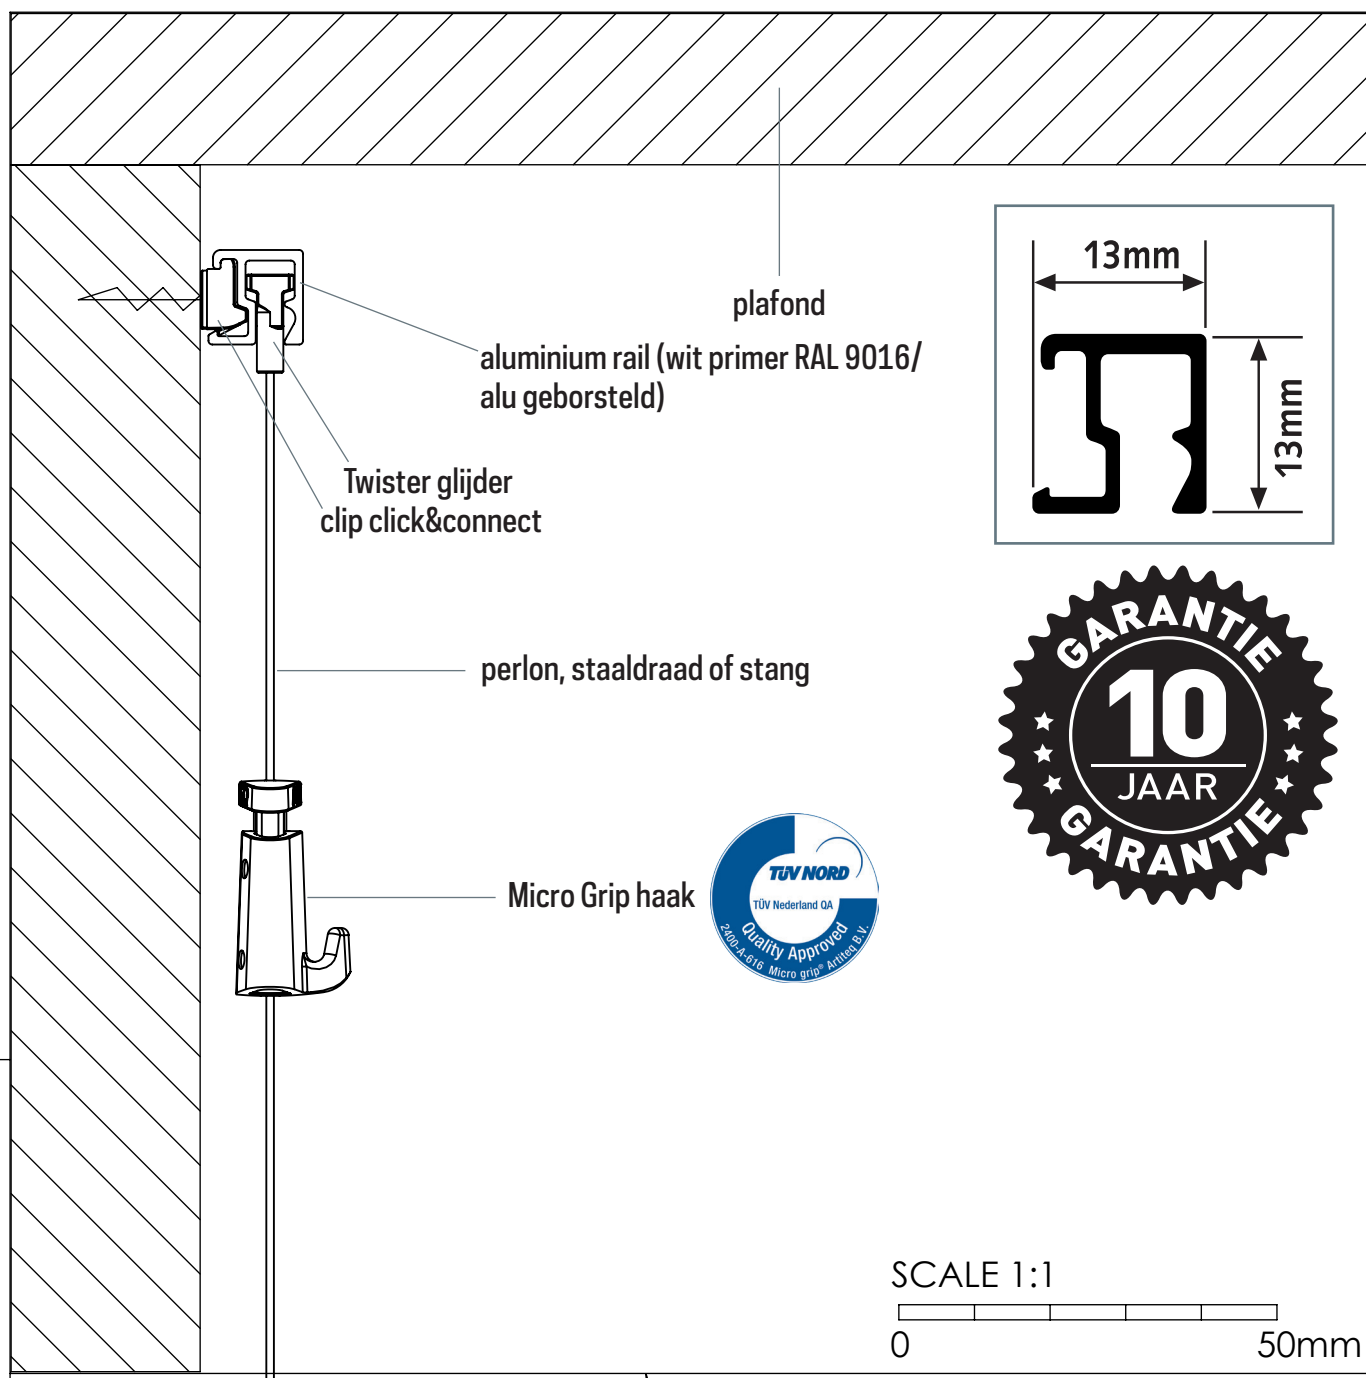 plafond
aluminium rail (wit primer RAL 9016/
alu geborsteld)
Twister glijder
clip click&connect
perlon, staaldraad of stang
Micro Grip haak
13mm
13mm
GARANTIE
10
JAAR
GARANTIE
TÜV NORD
TÜV Nederland QA
Quality Approved
2400-A-616 Micro grip® Artiteq B.V.
SCALE 1:1
0 50mm